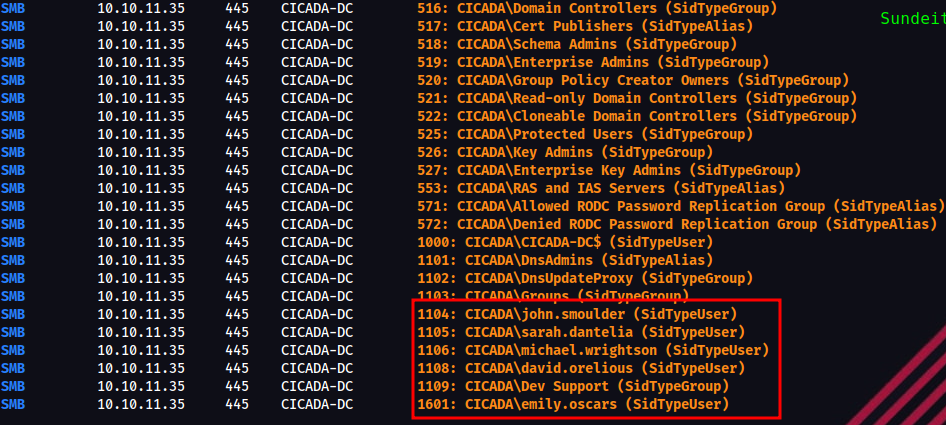 SMB 10.10.11.35 445 CICADA-DC 516: CICADA\Domain Controllers (SidTypeGroup)
Sundeit
SMB 10.10.11.35 445 CICADA-DC 517: CICADA\Cert Publishers (SidTypeAlias)
SMB 10.10.11.35 445 CICADA-DC 518: CICADA\Schema Admins (SidTypeGroup)
SMB 10.10.11.35 445 CICADA-DC 519: CICADA\Enterprise Admins (SidTypeGroup)
SMB 10.10.11.35 445 CICADA-DC 520: CICADA\Group Policy Creator Owners (SidTypeGroup)
SMB 10.10.11.35 445 CICADA-DC 521: CICADA\Read-only Domain Controllers (SidTypeGroup)
SMB 10.10.11.35 445 CICADA-DC 522: CICADA\Cloneable Domain Controllers (SidTypeGroup)
SMB 10.10.11.35 445 CICADA-DC 525: CICADA\Protected Users (SidTypeGroup)
SMB 10.10.11.35 445 CICADA-DC 526: CICADA\Key Admins (SidTypeGroup)
SMB 10.10.11.35 445 CICADA-DC 527: CICADA\Enterprise Key Admins (SidTypeGroup)
SMB 10.10.11.35 445 CICADA-DC 553: CICADA\RAS and IAS Servers (SidTypeAlias)
SMB 10.10.11.35 445 CICADA-DC 571: CICADA\Allowed RODC Password Replication Group (SidTypeAlias)
SMB 10.10.11.35 445 CICADA-DC 572: CICADA\Denied RODC Password Replication Group (SidTypeAlias)
SMB 10.10.11.35 445 CICADA-DC 1000: CICADA\CICADA-DC$ (SidTypeUser)
SMB 10.10.11.35 445 CICADA-DC 1101: CICADA\DnsAdmins (SidTypeAlias)
SMB 10.10.11.35 445 CICADA-DC 1102: CICADA\DnsUpdateProxy (SidTypeGroup)
SMB 10.10.11.35 445 CICADA-DC 1103: CICADA\Groups (SidTypeGroup)
SMB 10.10.11.35 445 CICADA-DC 1104: CICADA\john.smoulder (SidTypeUser)
SMB 10.10.11.35 445 CICADA-DC 1105: CICADA\sarah.dantelia (SidTypeUser)
SMB 10.10.11.35 445 CICADA-DC 1106: CICADA\michael.wrightson (SidTypeUser)
SMB 10.10.11.35 445 CICADA-DC 1108: CICADA\david.orelious (SidTypeUser)
SMB 10.10.11.35 445 CICADA-DC 1109: CICADA\Dev Support (SidTypeGroup)
SMB 10.10.11.35 445 CICADA-DC 1601: CICADA\emily.oscars (SidTypeUser)